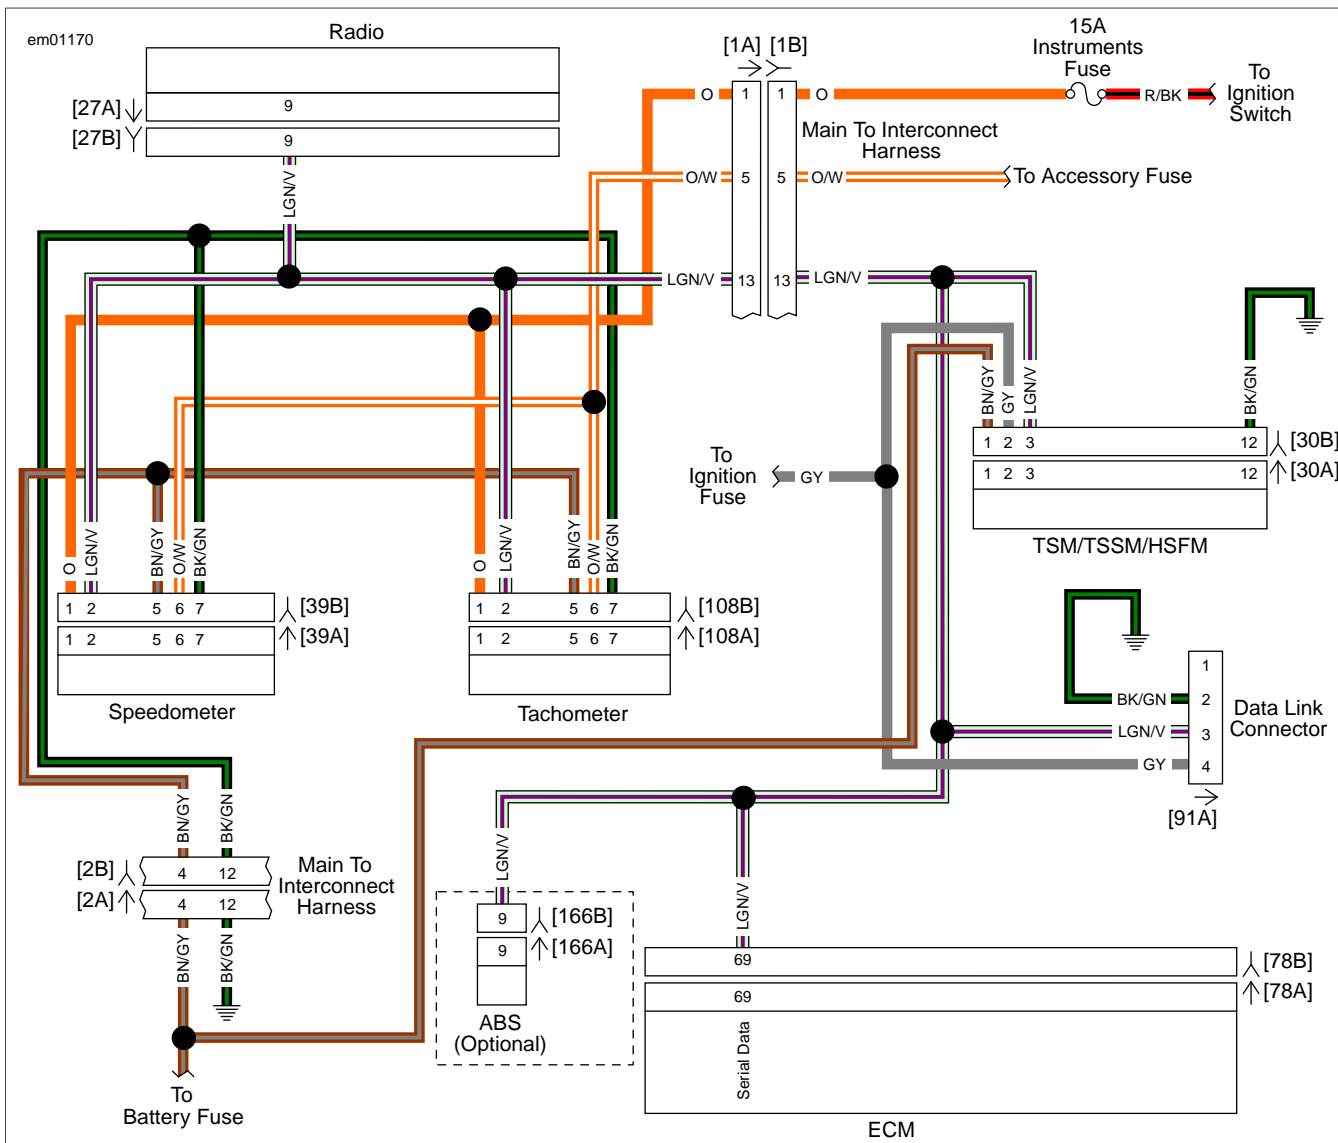 em01170
Radio
[27A]
9
[27B]
9
LGN/V
[1A] [1B]
O 1 1 O
15A
Instruments
Fuse
R/BK
To
Ignition
Switch
Main To Interconnect
Harness
O/W 5 5 O/W
To Accessory Fuse
LGN/V 13 13 LGN/V
BN/GY GY LGN/V BK/GN
1 2 3 12 [30B]
1 2 3 12 [30A]
TSM/TSSM/HSFM
To
Ignition
Fuse
GY
O LGN/V BN/GY O/W BK/GN
1 2 5 6 7 [39B]
1 2 5 6 7 [39A]
Speedometer
O LGN/V BN/GY O/W BK/GN
1 2 5 6 7 [108B]
1 2 5 6 7 [108A]
Tachometer
1
BK/GN 2
LGN/V 3
GY 4
Data Link
Connector
[91A]
BN/GY BK/GN
[2B] 4 12
[2A] 4 12
Main To
Interconnect
Harness
BN/GY BK/GN
To
Battery Fuse
LGN/V
9 [166B]
9 [166A]
ABS
(Optional)
LGN/V
69 [78B]
69 [78A]
Serial Data
ECM